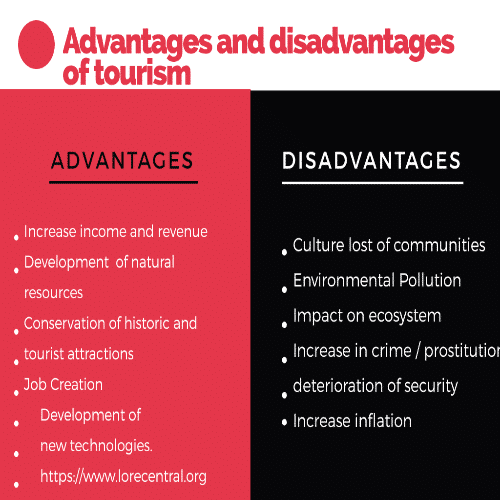 Advantages and disadvantages
of tourism
ADVANTAGES
Increase income and revenue
Development of natural
resources
Conservation of historic and
tourist attractions
Job Creation
Development of
new technologies.
https://www.lorecentral.org
DISADVANTAGES
Culture lost of communities
Environmental Pollution
Impact on ecosystem
Increase in crime / prostitution
deterioration of security
Increase inflation